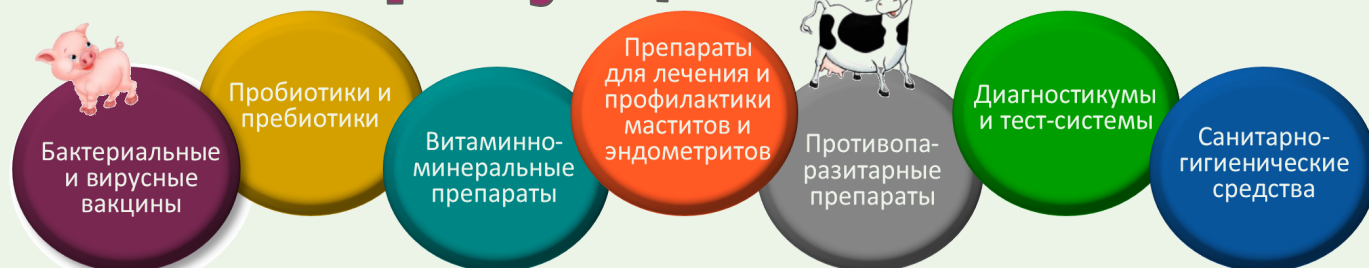 Бактериальные
и вирусные
вакцины
Пробиотики и
пребиотики
Витаминно-
минеральные
препараты
Препараты
для лечения и
профилактики
маститов и
эндометритов
Противопа-
разитарные
препараты
Диагностикумы
и тест-системы
Санитарно-
гигиенические
средства